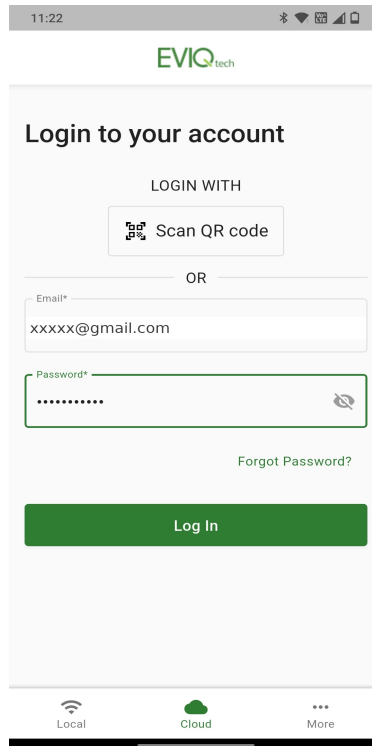 11:22
EVIQtech
Login to your account
LOGIN WITH
Scan QR code
OR
Email*
xxxxx@gmail.com
Password*
•••••••••••
Forgot Password?
Log In
Local
Cloud
More